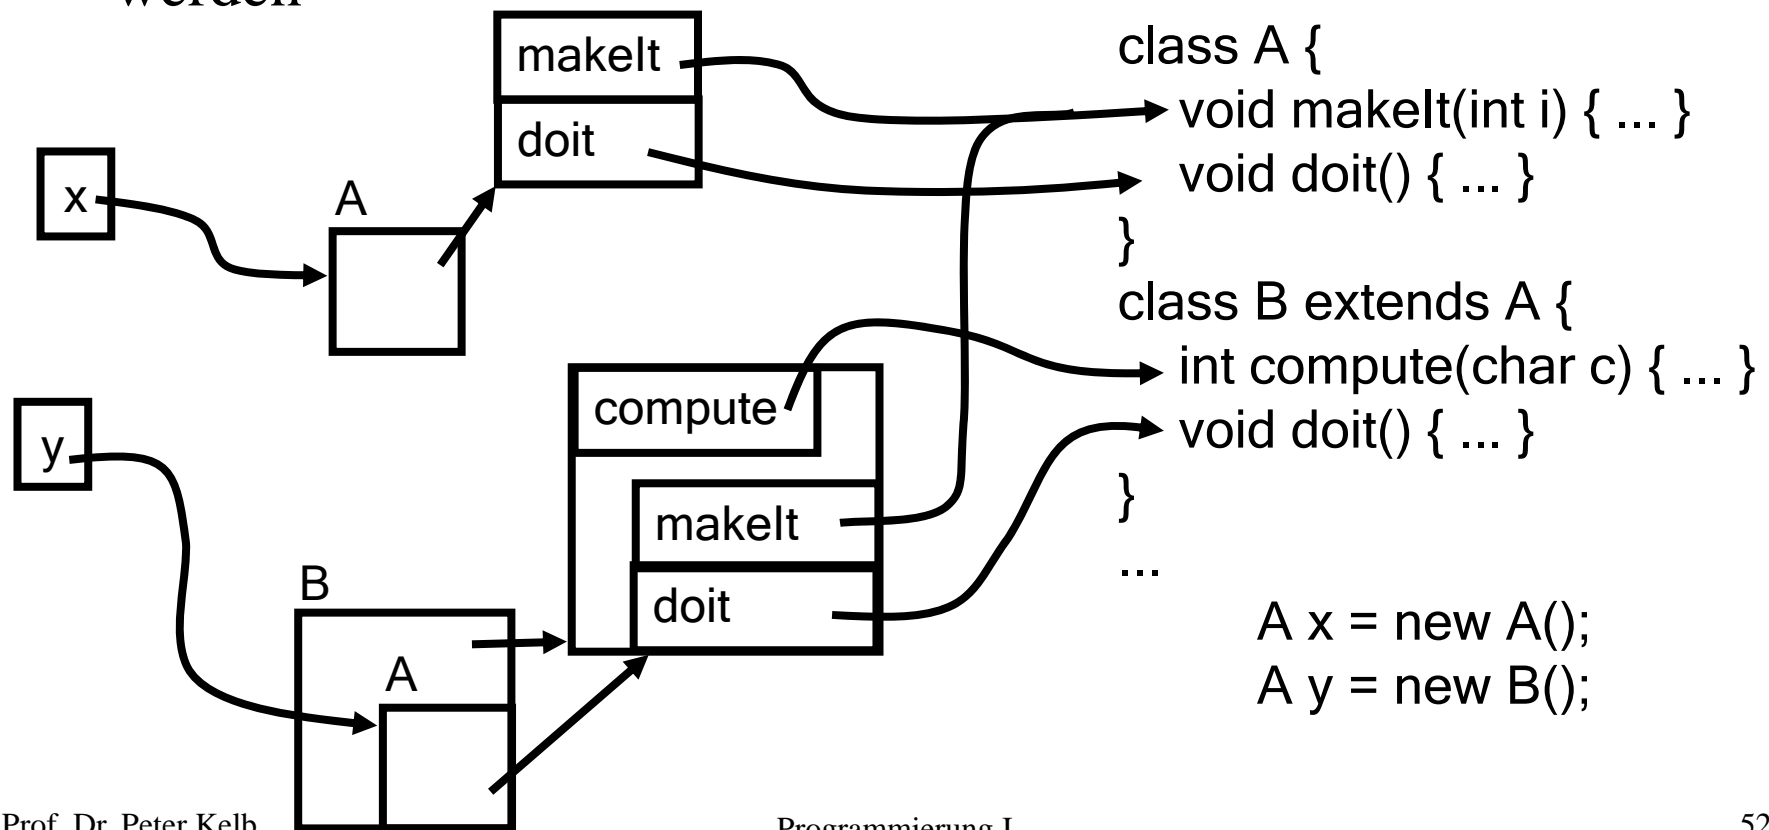 werden
makeIt
doit
x
A
compute
y
makeIt
doit
B
A
class A {
void makeIt(int i) { ... }
void doit() { ... }
}
class B extends A {
int compute(char c) { ... }
void doit() { ... }
}
...
A x = new A();
A y = new B();
Prof. Dr. Peter Kelb
Programmierung I
52